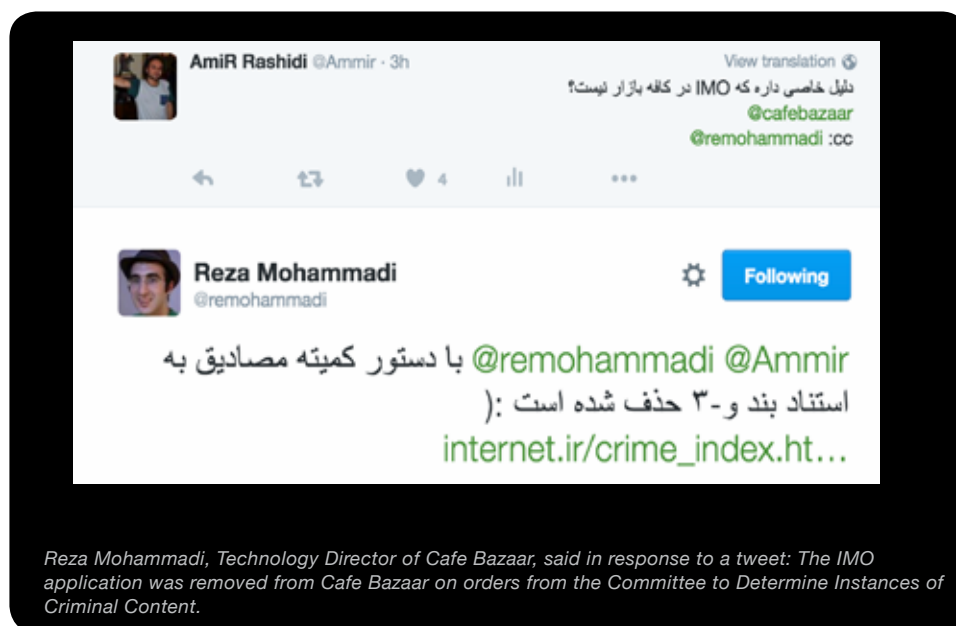 AmiR Rashidi @Ammir · 3h
View translation
دلیل خاصی داره که IMO در کافه بازار نیست؟
@cafebazaar
@remohammadi :cc
4
Reza Mohammadi
@remohammadi
Following
@remohammadi @Ammir با دستور کمیته مصادیق به
استناد بند و-۳ حذف شده است :(
internet.ir/crime_index.ht…
Reza Mohammadi, Technology Director of Cafe Bazaar, said in response to a tweet: The IMO
application was removed from Cafe Bazaar on orders from the Committee to Determine Instances of
Criminal Content.